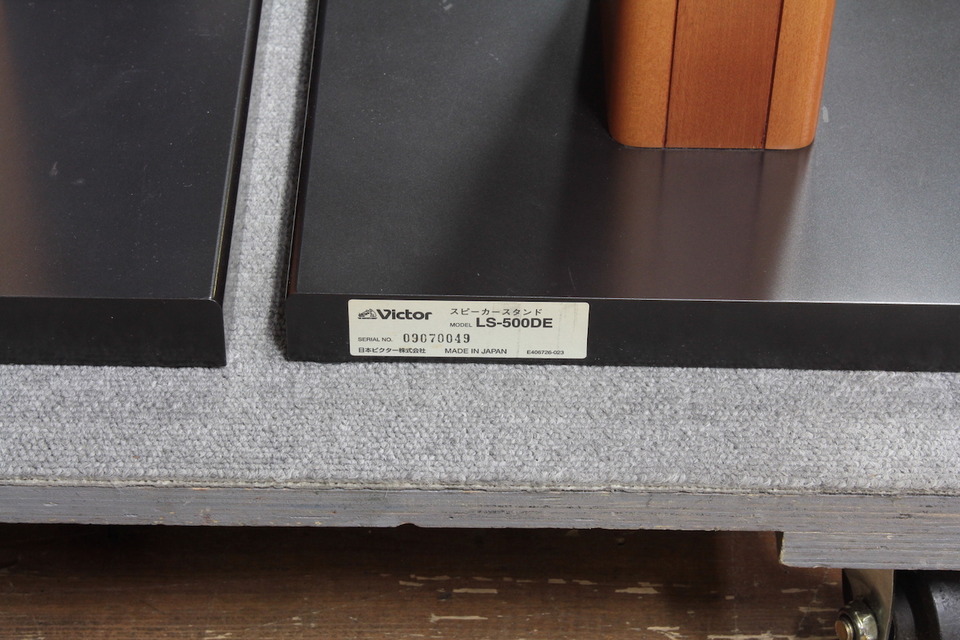 Victor スピーカースタンド
MODEL LS-500DE
SERIAL NO. 09070049
日本ビクター株式会社 MADE IN JAPAN E406726-023